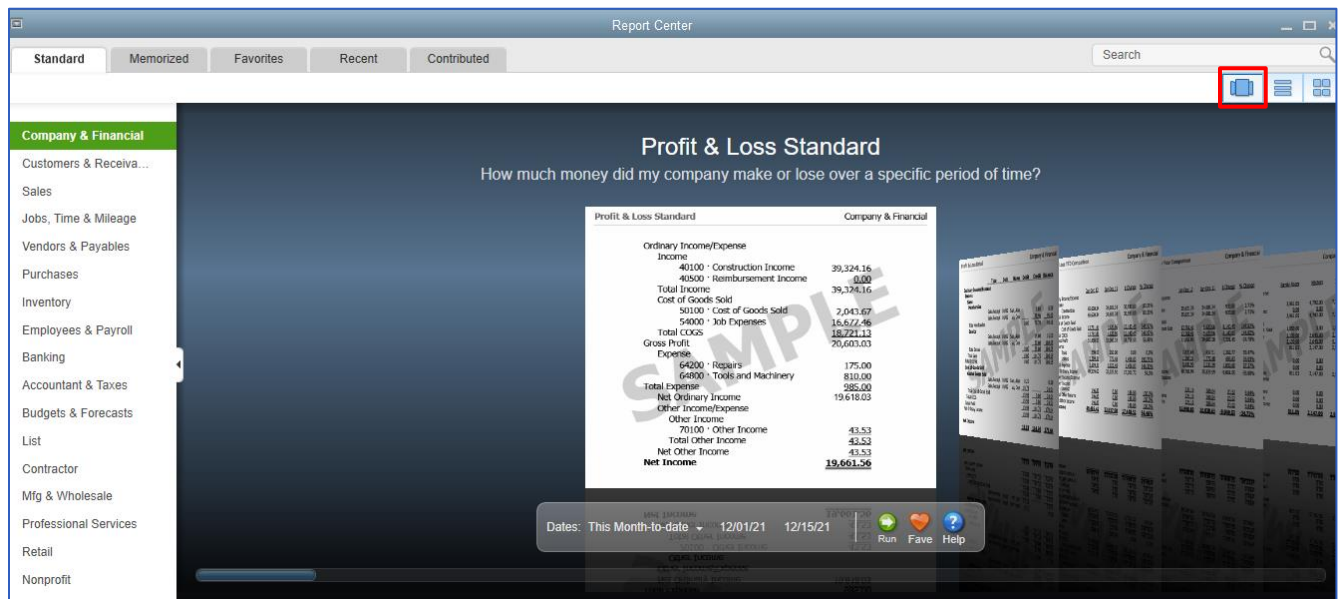 Report Center
Standard Memorized Favorites Recent Contributed Search
Company & Financial
Customers & Receiva...
Sales
Jobs, Time & Mileage
Vendors & Payables
Purchases
Inventory
Employees & Payroll
Banking
Accountant & Taxes
Budgets & Forecasts
List
Contractor
Mfg & Wholesale
Professional Services
Retail
Nonprofit
Profit & Loss Standard
How much money did my company make or lose over a specific period of time?
Profit & Loss Standard Company & Financial
Ordinary Income/Expense
Income
40100 · Construction Income 39,324.16
40500 · Reimbursement Income 0.00
Total Income 39,324.16
Cost of Goods Sold
50100 · Cost of Goods Sold 2,043.67
54000 · Job Expenses 16,672.46
Total COGS 18,721.13
Gross Profit 20,603.03
Expense
64200 · Repairs 175.00
64800 · Tools and Machinery 810.00
Total Expense 985.00
Net Ordinary Income 19.618.03
Other Income/Expense
Other Income
70100 · Other Income 43.53
Total Other Income 43.53
Net Other Income 43.53
Net Income 19,661.56
SAMPLE
Dates: This Month-to-date 12/01/21 12/15/21
Run Fave Help